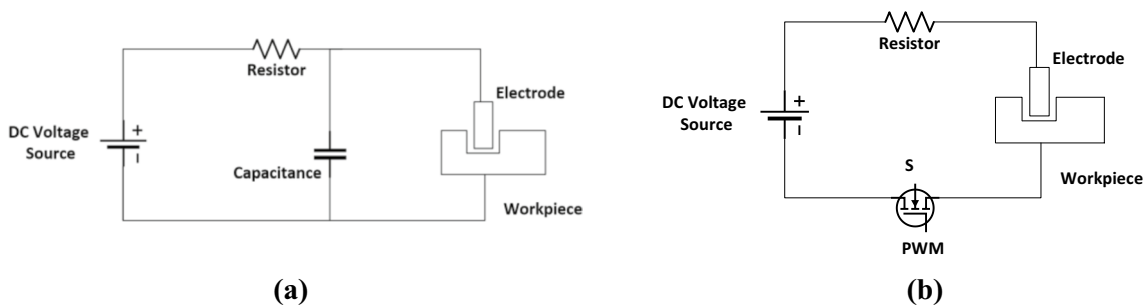 Resistor
Electrode
+
DC Voltage
Source
-
Capacitance
Workpiece
(a)
Resistor
Electrode
DC Voltage
Source
+
-
S
Workpiece
PWM
(b)